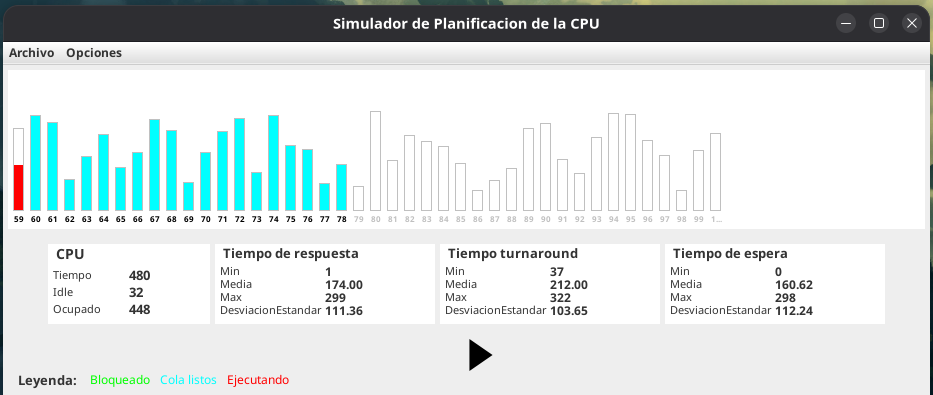 Simulador de Planificacion de la CPU
Archivo Opciones
59 60 61 62 63 64 65 66 67 68 69 70 71 72 73 74 75 76 77 78 79 80 81 82 83 84 85 86 87 88 89 90 91 92 93 94 95 96 97 98 99 1...
CPU
Tiempo 480
Idle 32
Ocupado 448
Tiempo de respuesta
Min 1
Media 174.00
Max 299
DesviacionEstandar 111.36
Tiempo turnaround
Min 37
Media 212.00
Max 322
DesviacionEstandar 103.65
Tiempo de espera
Min 0
Media 160.62
Max 298
DesviacionEstandar 112.24
Leyenda: Bloqueado Cola listos Ejecutando